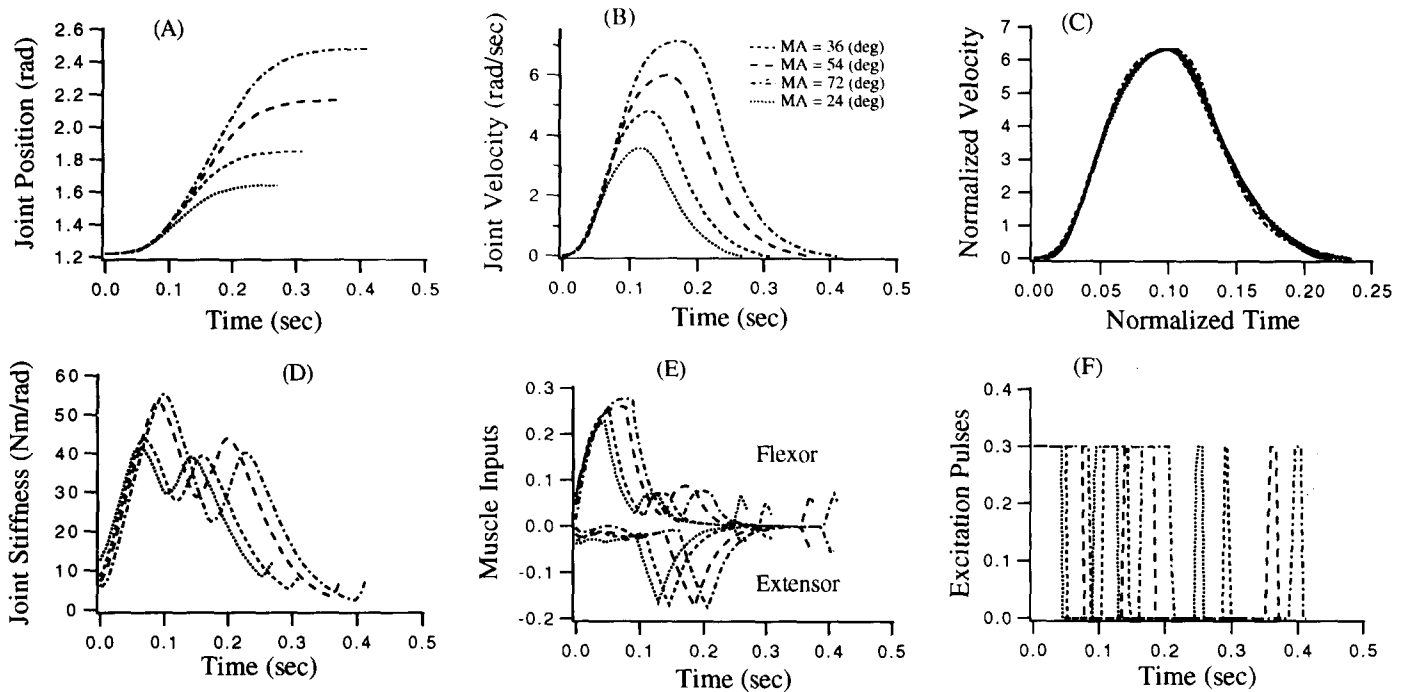 (A)
Joint Position (rad)
2.6
2.4
2.2
2.0
1.8
1.6
1.4
1.2
0.0 0.1 0.2 0.3 0.4 0.5
Time (sec)
(B)
Joint Velocity (rad/sec)
6
4
2
0
MA = 36 (deg)
MA = 54 (deg)
MA = 72 (deg)
MA = 24 (deg)
0.0 0.1 0.2 0.3 0.4 0.5
Time (sec)
(C)
Normalized Velocity
7
6
5
4
3
2
1
0
0.00 0.05 0.10 0.15 0.20 0.25
Normalized Time
(D)
Joint Stiffness (Nm/rad)
60
50
40
30
20
10
0
0.0 0.1 0.2 0.3 0.4 0.5
Time (sec)
(E)
Muscle Inputs
0.3
0.2
0.1
0.0
-0.1
-0.2
Flexor
Extensor
0.0 0.1 0.2 0.3 0.4 0.5
Time (sec)
(F)
Excitation Pulses
0.4
0.3
0.2
0.1
0.0
0.0 0.1 0.2 0.3 0.4 0.5
Time (sec)